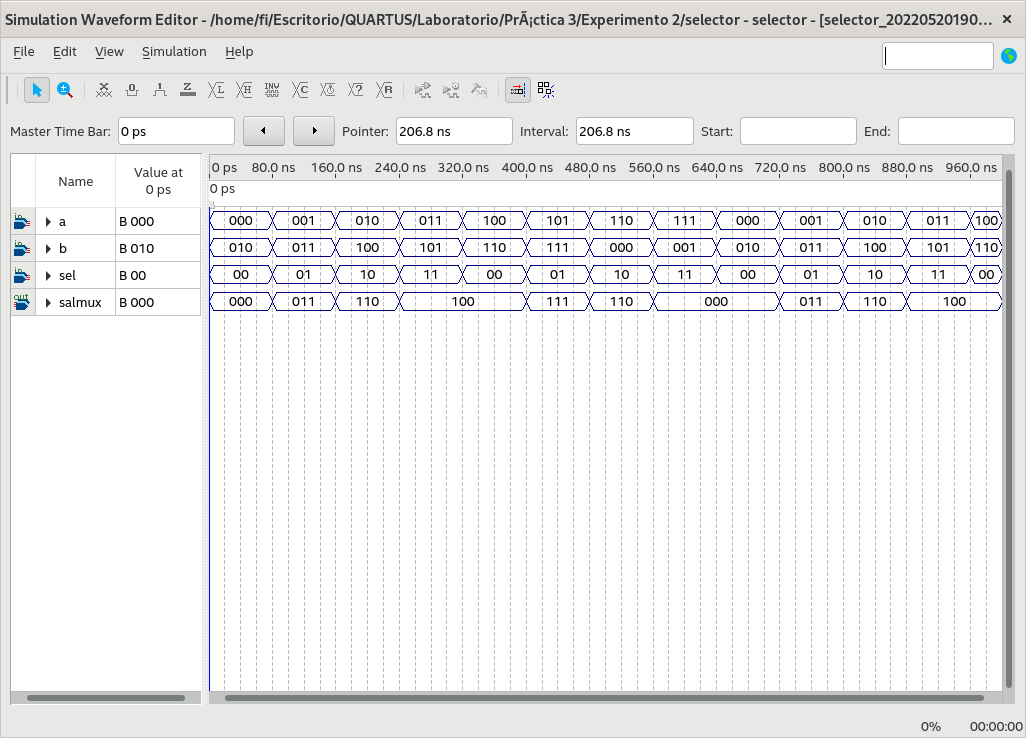 Simulation Waveform Editor - /home/fi/Escritorio/QUARTUS/Laboratorio/PrÃ¡ctica 3/Experimento 2/selector - selector - [selector_20220520190...
File Edit View Simulation Help
Master Time Bar: 0 ps Pointer: 206.8 ns Interval: 206.8 ns Start: End:
Name Value at 0 ps
0 ps 80.0 ns 160.0 ns 240.0 ns 320.0 ns 400.0 ns 480.0 ns 560.0 ns 640.0 ns 720.0 ns 800.0 ns 880.0 ns 960.0 ns
0 ps
a B 000 000 001 010 011 100 101 110 111 000 001 010 011 100
b B 010 010 011 100 101 110 111 000 001 010 011 100 101 110
sel B 00 00 01 10 11 00 01 10 11 00 01 10 11 00
salmux B 000 000 011 110 100 111 110 000 011 110 100
0% 00:00:00